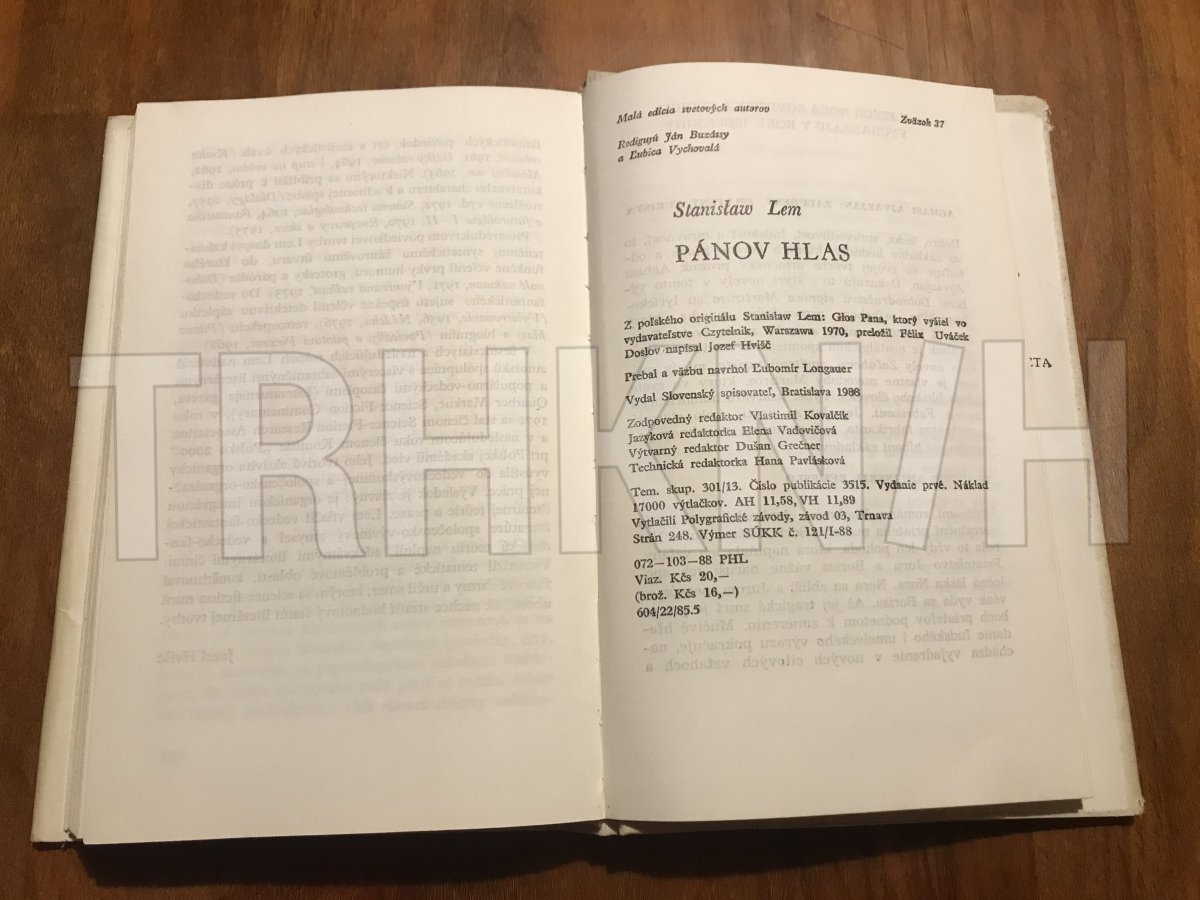 Malá edícia svetových autorov
Zväzok 37
Redigujú Ján Buzássy
a Ľubica Vychovalá
Stanisław Lem
PÁNOV HLAS
Z poľského originálu Stanisław Lem: Głos Pana, ktorý vyšiel vo
vydavateľstve Czytelnik, Warszawa 1970, preložil Félix Uváček
Doslov napísal Jozef Hvišč
Prebal a väzbu navrhol Ľubomír Longauer
Vydal Slovenský spisovateľ, Bratislava 1988
Zodpovedný redaktor Vlastimil Kovalčík
Jazyková redaktorka Elena Vadovičová
Výtvarný redaktor Dušan Grečner
Technická redaktorka Hana Pavlásková
Tem. skup. 301/13. Číslo publikácie 3515. Vydanie prvé. Náklad
17000 výtlačkov. AH 11,58, VH 11,89
Vytlačili Polygrafické závody, závod 03, Trnava
Strán 248. Výmer SÚKK č. 121/I-88
072—103—88 PHL
Viaz. Kčs 20,—
(brož. Kčs 16,—)
604/22/85.5
TRHKNIH